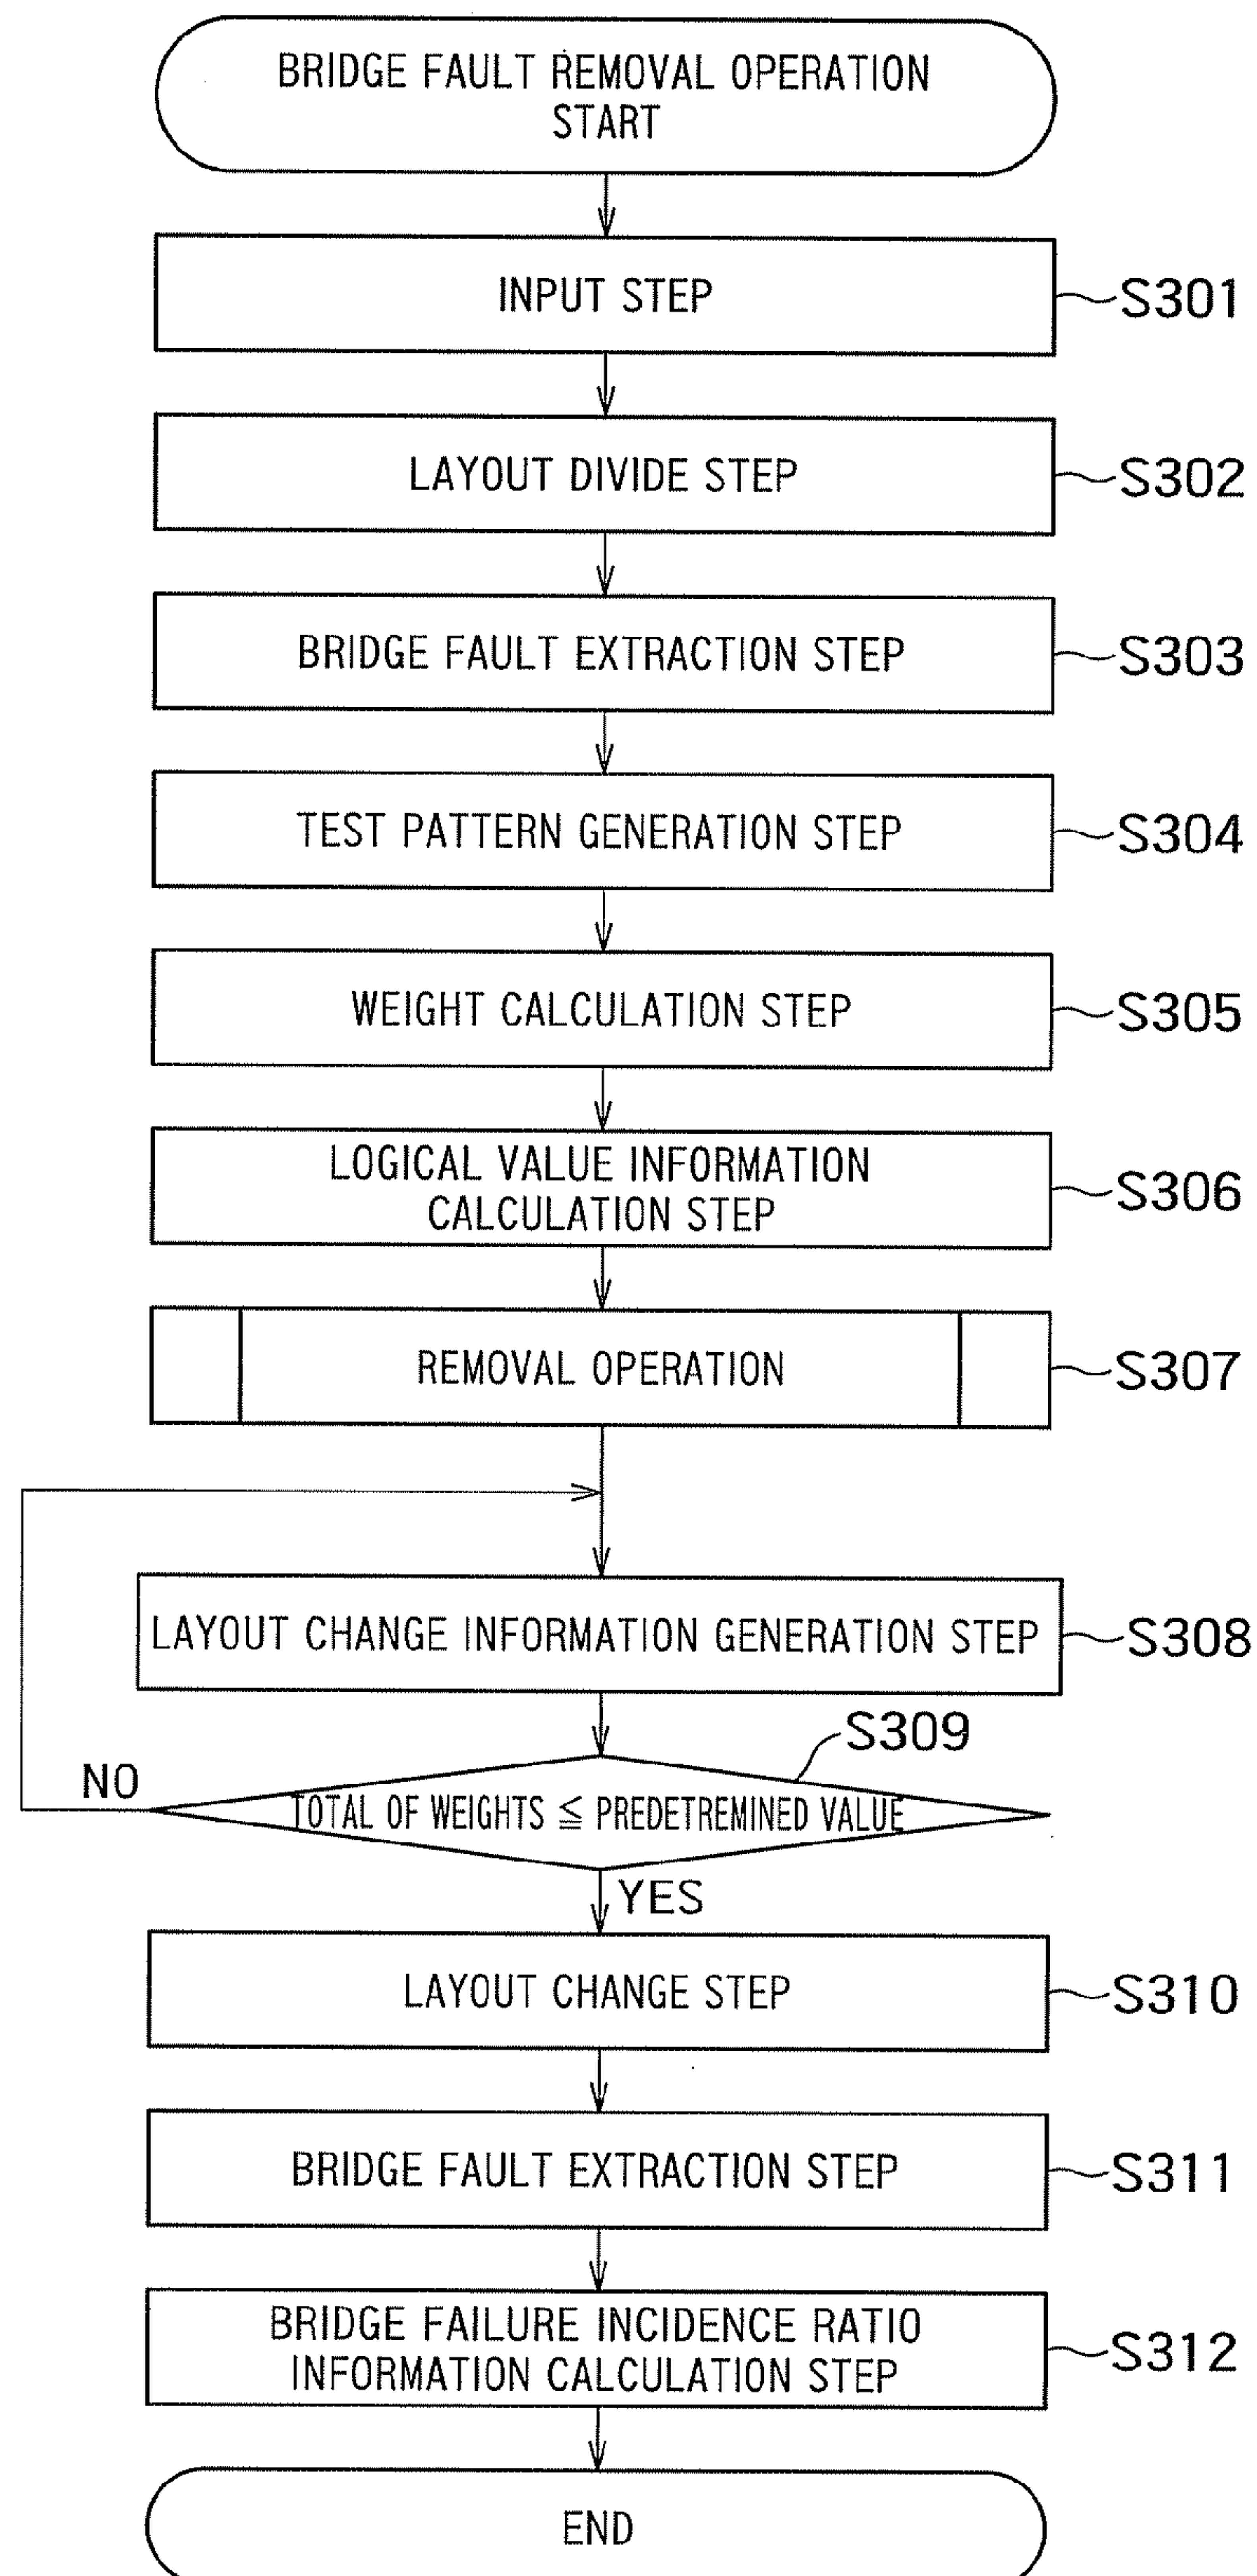 BRIDGE FAULT REMOVAL OPERATION
START
INPUT STEP
S301
LAYOUT DIVIDE STEP
S302
BRIDGE FAULT EXTRACTION STEP
S303
TEST PATTERN GENERATION STEP
S304
WEIGHT CALCULATION STEP
S305
LOGICAL VALUE INFORMATION
CALCULATION STEP
S306
REMOVAL OPERATION
S307
LAYOUT CHANGE INFORMATION GENERATION STEP
S308
S309
NO
TOTAL OF WEIGHTS ≦ PREDETREMINED VALUE
YES
LAYOUT CHANGE STEP
S310
BRIDGE FAULT EXTRACTION STEP
S311
BRIDGE FAILURE INCIDENCE RATIO
INFORMATION CALCULATION STEP
S312
END